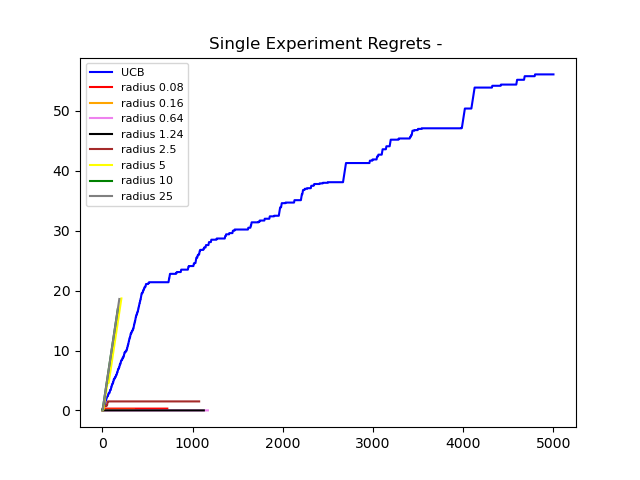 Single Experiment Regrets -
UCB
radius 0.08
radius 0.16
radius 0.64
radius 1.24
radius 2.5
radius 5
radius 10
radius 25
50
40
30
20
10
0
0 1000 2000 3000 4000 5000